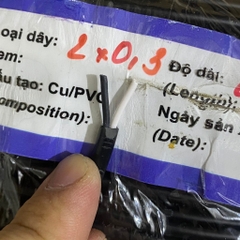 oại dây: 2x0,3 Độ dài:
em: (Length):
ấu tạo: Cu/PVC Ngày sản
omposition): (Date):